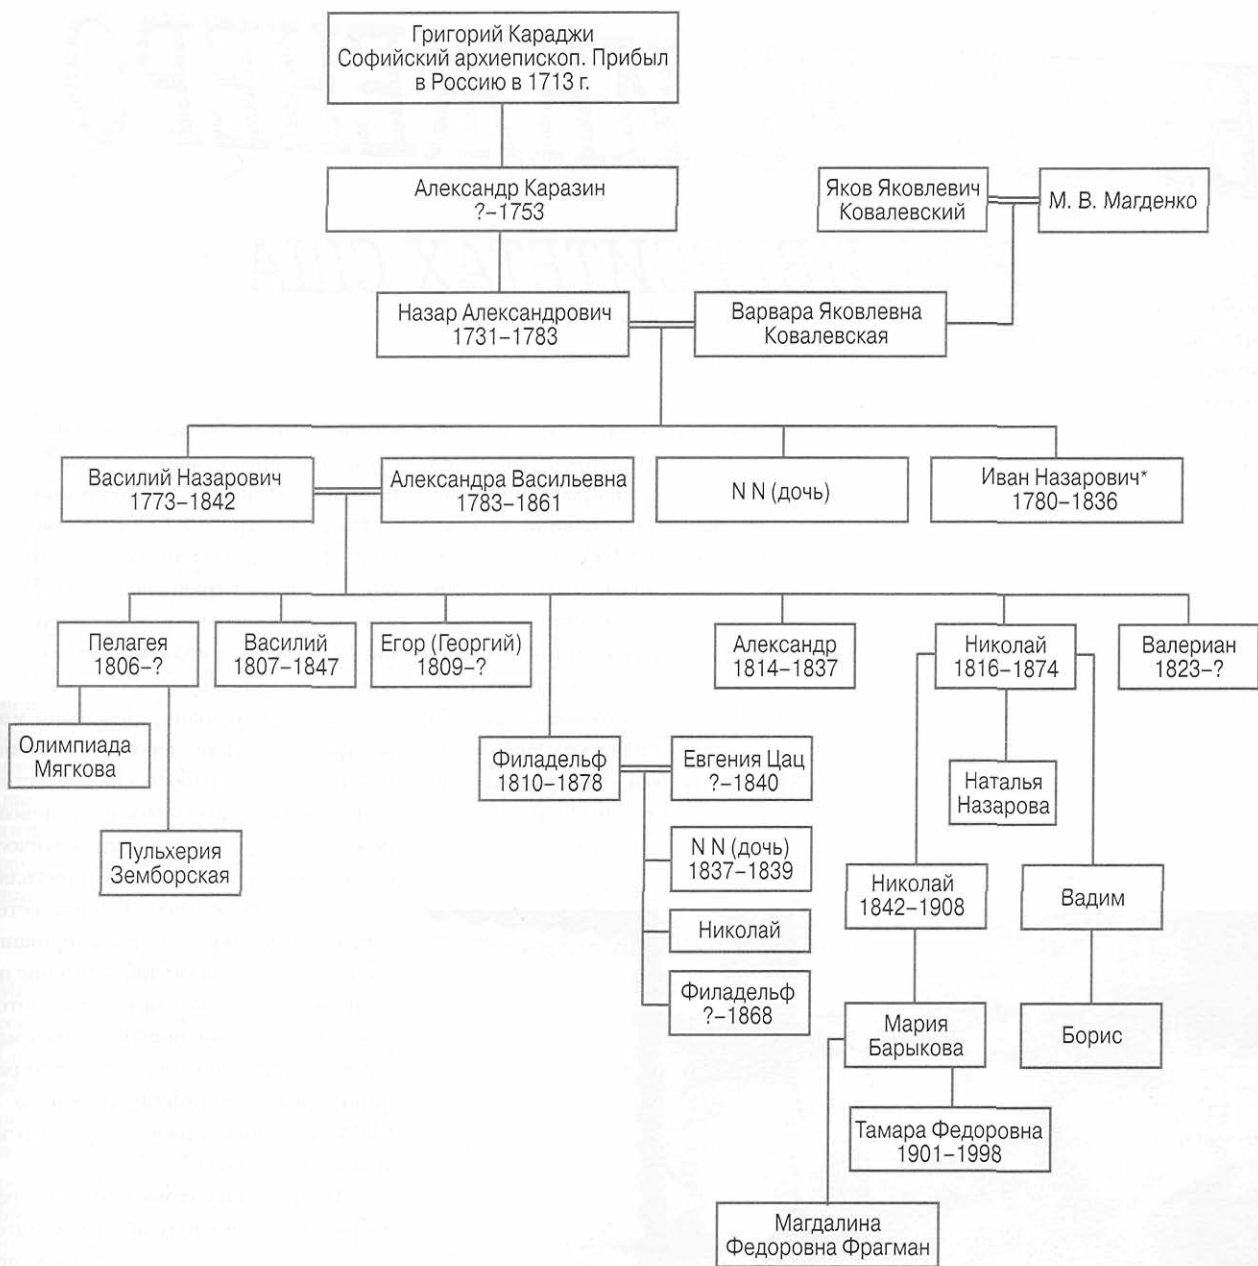 Григорий Караджи
Софийский архиепископ. Прибыл
в Россию в 1713 г.
Александр Каразин
?–1753
Яков Яковлевич
Ковалевский
М. В. Магденко
Назар Александрович
1731–1783
Варвара Яковлевна
Ковалевская
Василий Назарович
1773–1842
Александра Васильевна
1783–1861
N N (дочь)
Иван Назарович*
1780–1836
Пелагея
1806–?
Василий
1807–1847
Егор (Георгий)
1809–?
Александр
1814–1837
Николай
1816–1874
Валериан
1823–?
Олимпиада
Мягкова
Филадельф
1810–1878
Евгения Цац
?–1840
Наталья
Назарова
Пульхерия
Земборская
N N (дочь)
1837–1839
Николай
1842–1908
Вадим
Николай
Филадельф
?–1868
Мария
Барыкова
Борис
Тамара Федоровна
1901–1998
Магдалина
Федоровна Фрагман